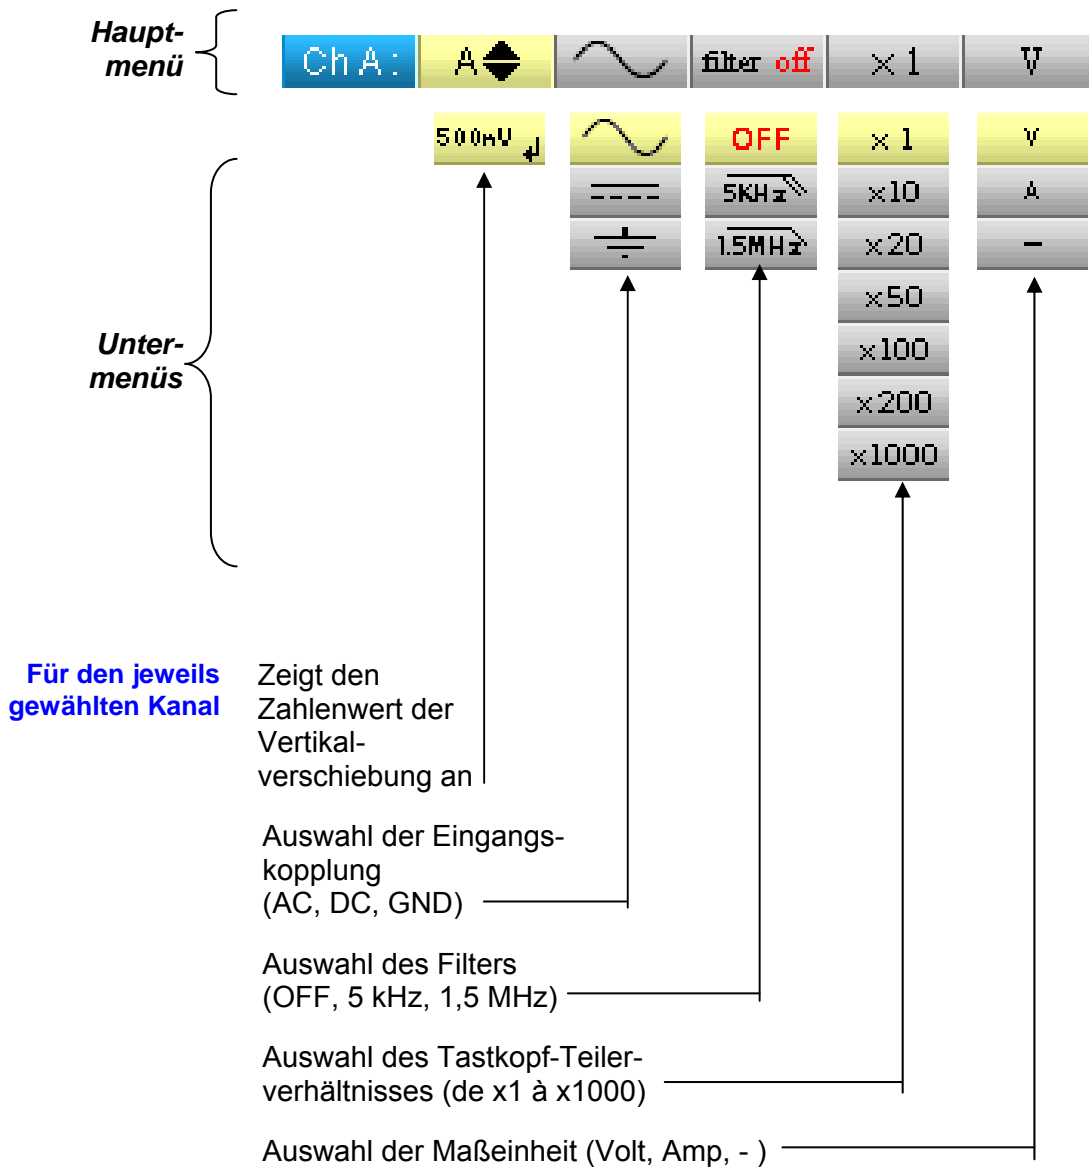 Haupt-
menü
Ch A: A filter off ×1 V
500mV OFF ×1 V
5KHz ×10 A
1.5MHz ×20 -
×50
×100
×200
×1000
Unter-
menüs
Für den jeweils
gewählten Kanal
Zeigt den
Zahlenwert der
Vertikal-
verschiebung an
Auswahl der Eingangs-
kopplung
(AC, DC, GND)
Auswahl des Filters
(OFF, 5 kHz, 1,5 MHz)
Auswahl des Tastkopf-Teiler-
verhältnisses (de x1 à x1000)
Auswahl der Maßeinheit (Volt, Amp, - )